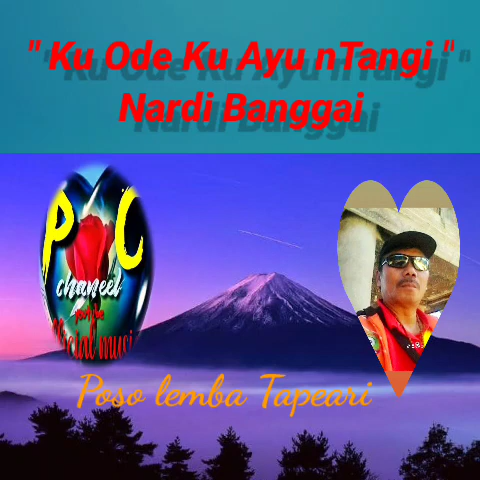 " Ku Ode Ku Ayu nTangi "
Nardi Banggai
P C
chaneel
Poso lemba Tapeari